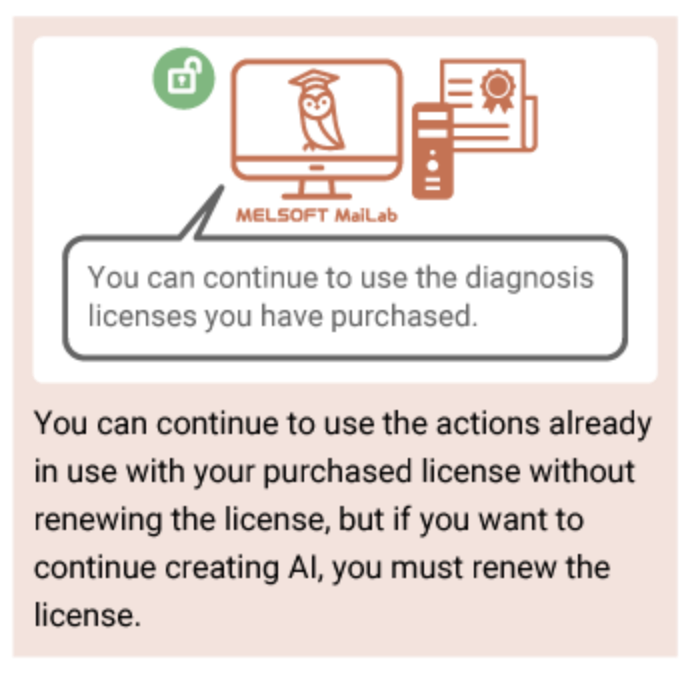 MELSOFT MaiLab
You can continue to use the diagnosis
licenses you have purchased.
You can continue to use the actions already
in use with your purchased license without
renewing the license, but if you want to
continue creating AI, you must renew the
license.